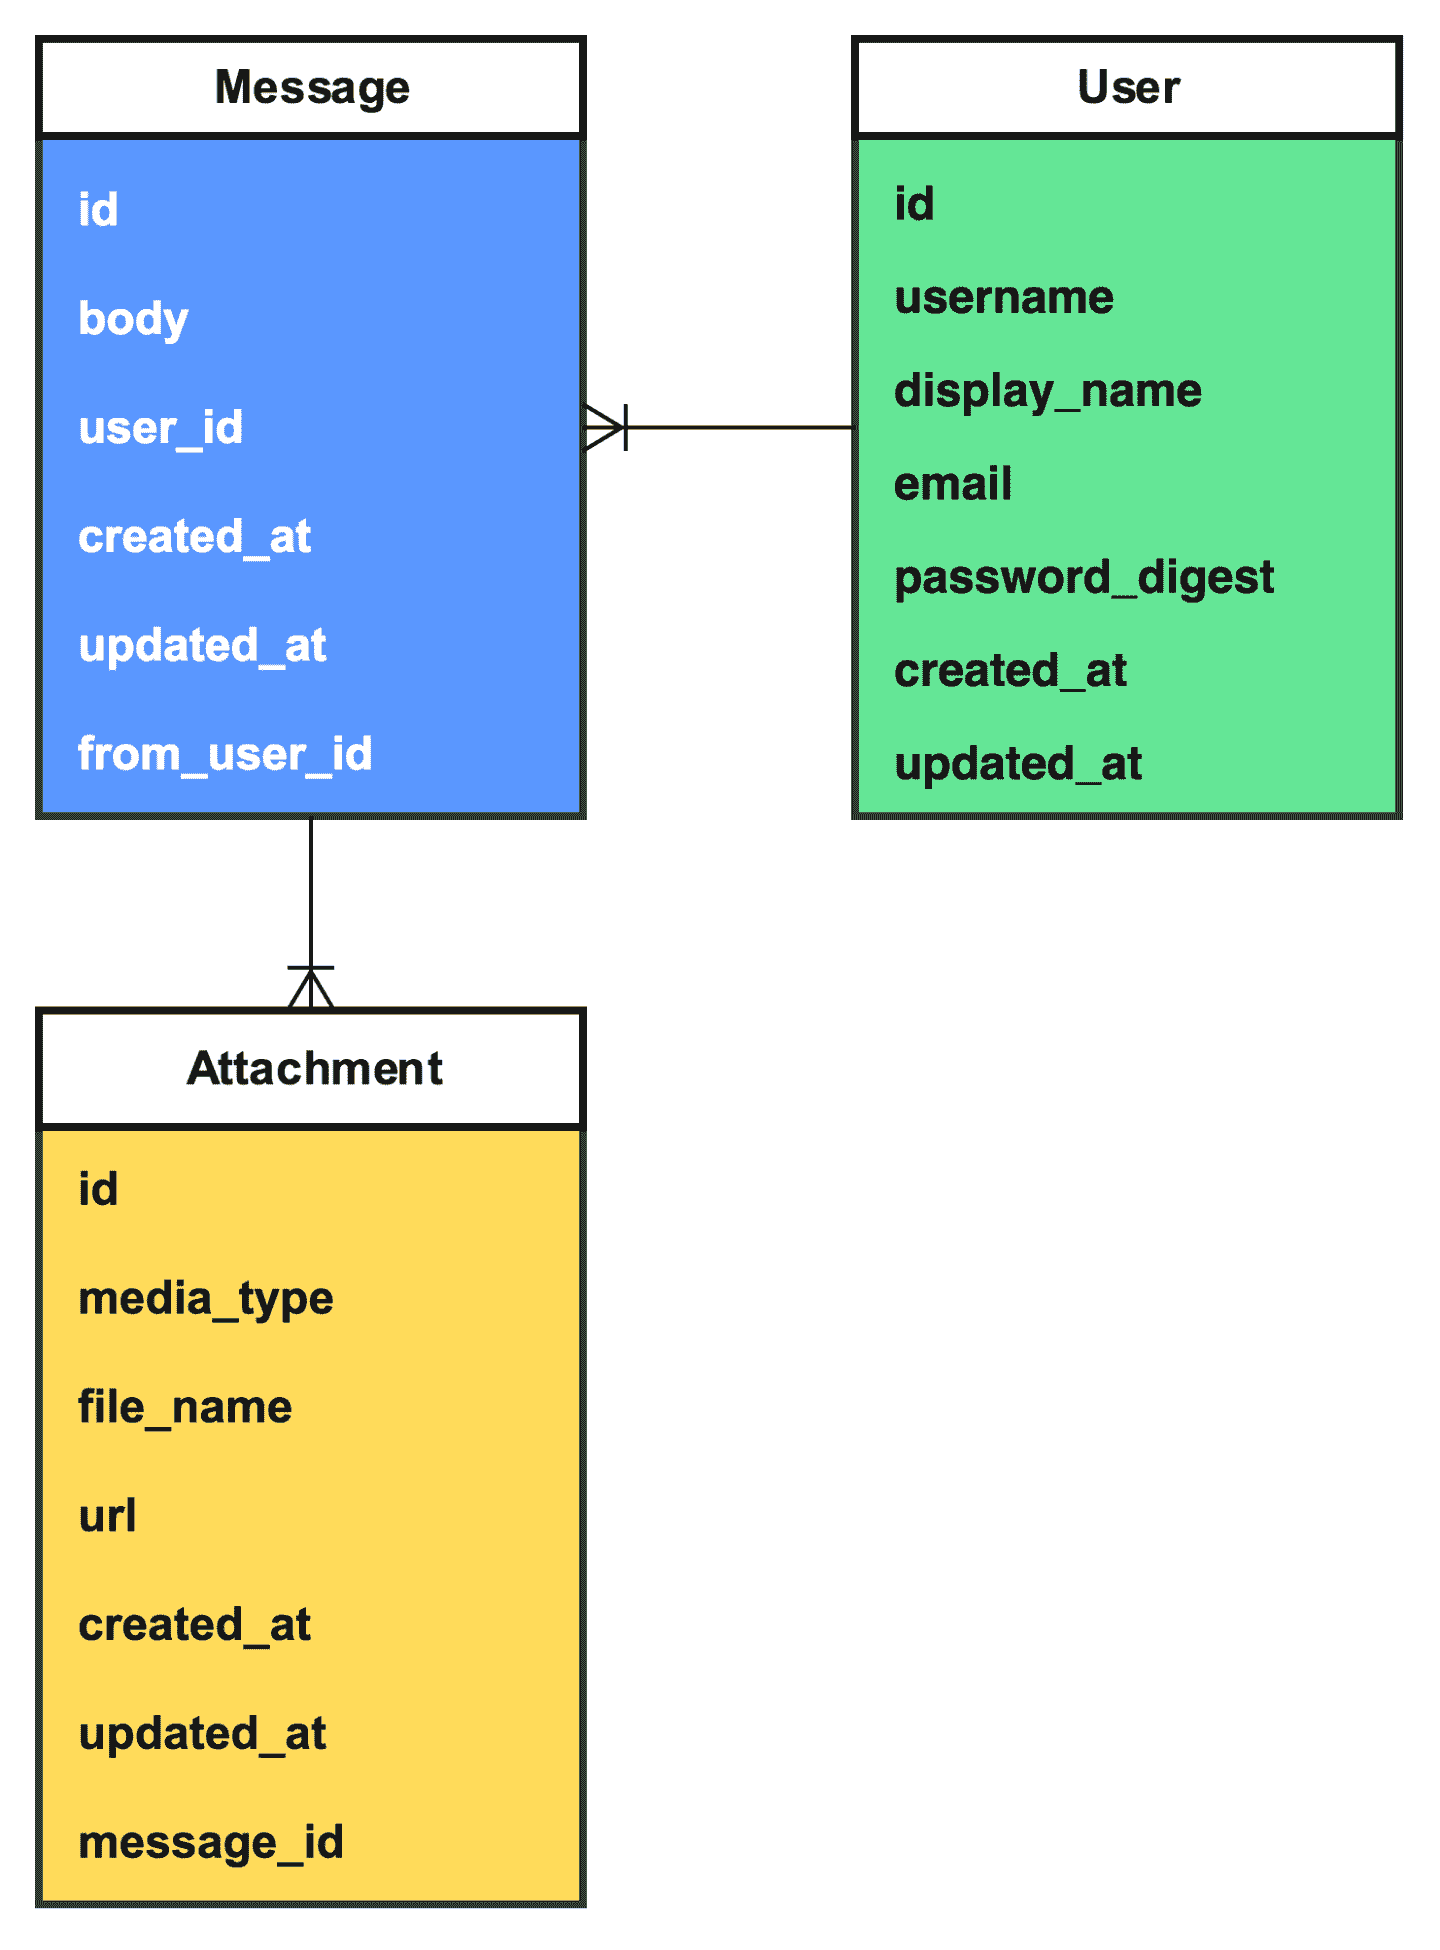 Message
id
body
user_id
created_at
updated_at
from_user_id
User
id
username
display_name
email
password_digest
created_at
updated_at
Attachment
id
media_type
file_name
url
created_at
updated_at
message_id